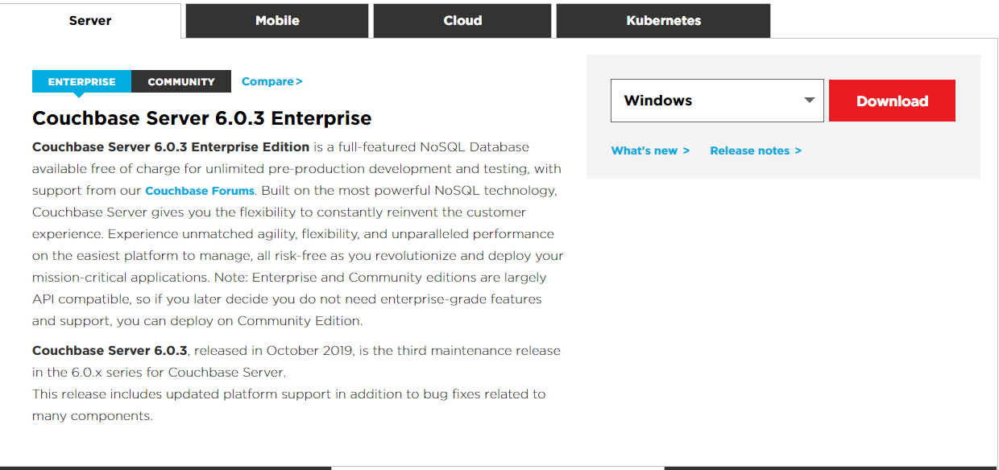 Server
Mobile
Cloud
Kubernetes
ENTERPRISE
COMMUNITY
Compare >
Couchbase Server 6.0.3 Enterprise
Couchbase Server 6.0.3 Enterprise Edition is a full-featured NoSQL Database
available free of charge for unlimited pre-production development and testing, with
support from our Couchbase Forums. Built on the most powerful NoSQL technology,
Couchbase Server gives you the flexibility to constantly reinvent the customer
experience. Experience unmatched agility, flexibility, and unparalleled performance
on the easiest platform to manage, all risk-free as you revolutionize and deploy your
mission-critical applications. Note: Enterprise and Community editions are largely
API compatible, so if you later decide you do not need enterprise-grade features
and support, you can deploy on Community Edition.
Couchbase Server 6.0.3, released in October 2019, is the third maintenance release
in the 6.0.x series for Couchbase Server.
This release includes updated platform support in addition to bug fixes related to
many components.
Windows
Download
What's new >
Release notes >